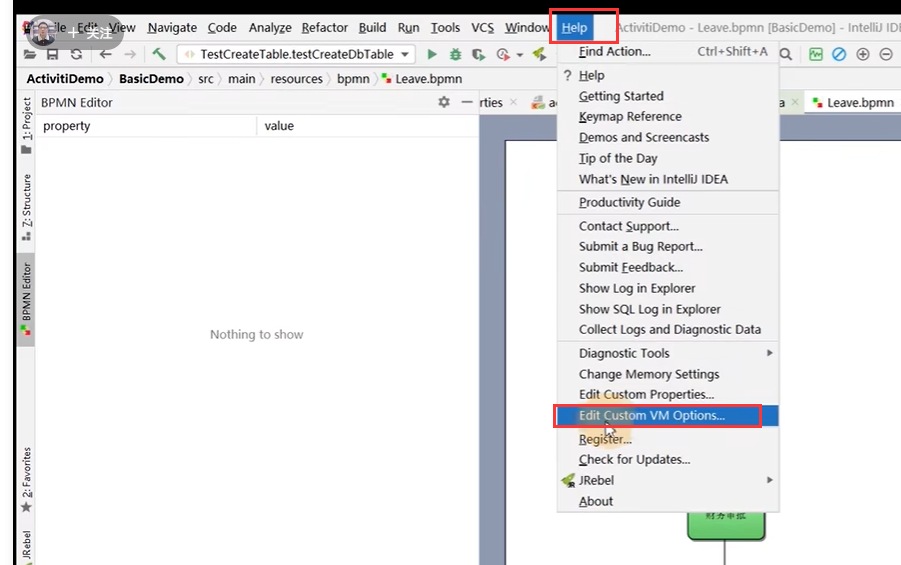 + 关注
Edit View Navigate Code Analyze Refactor Build Run Tools VCS Window Help ActivitiDemo - Leave.bpmn [BasicDemo] - IntelliJ IDE
TestCreateTable.testCreateDbTable
ActivitiDemo BasicDemo src main resources bpmn Leave.bpmn
BPMN Editor
property value
Nothing to show
1: Project
Z: Structure
BPMN Editor
2: Favorites
JRebel
rties
Leave.bpmn
Find Action... Ctrl+Shift+A
? Help
Getting Started
Keymap Reference
Demos and Screencasts
Tip of the Day
What's New in IntelliJ IDEA
Productivity Guide
Contact Support...
Submit a Bug Report...
Submit Feedback...
Show Log in Explorer
Show SQL Log in Explorer
Collect Logs and Diagnostic Data
Diagnostic Tools
Change Memory Settings
Edit Custom Properties...
Edit Custom VM Options...
Register...
Check for Updates...
JRebel
About
财务审批